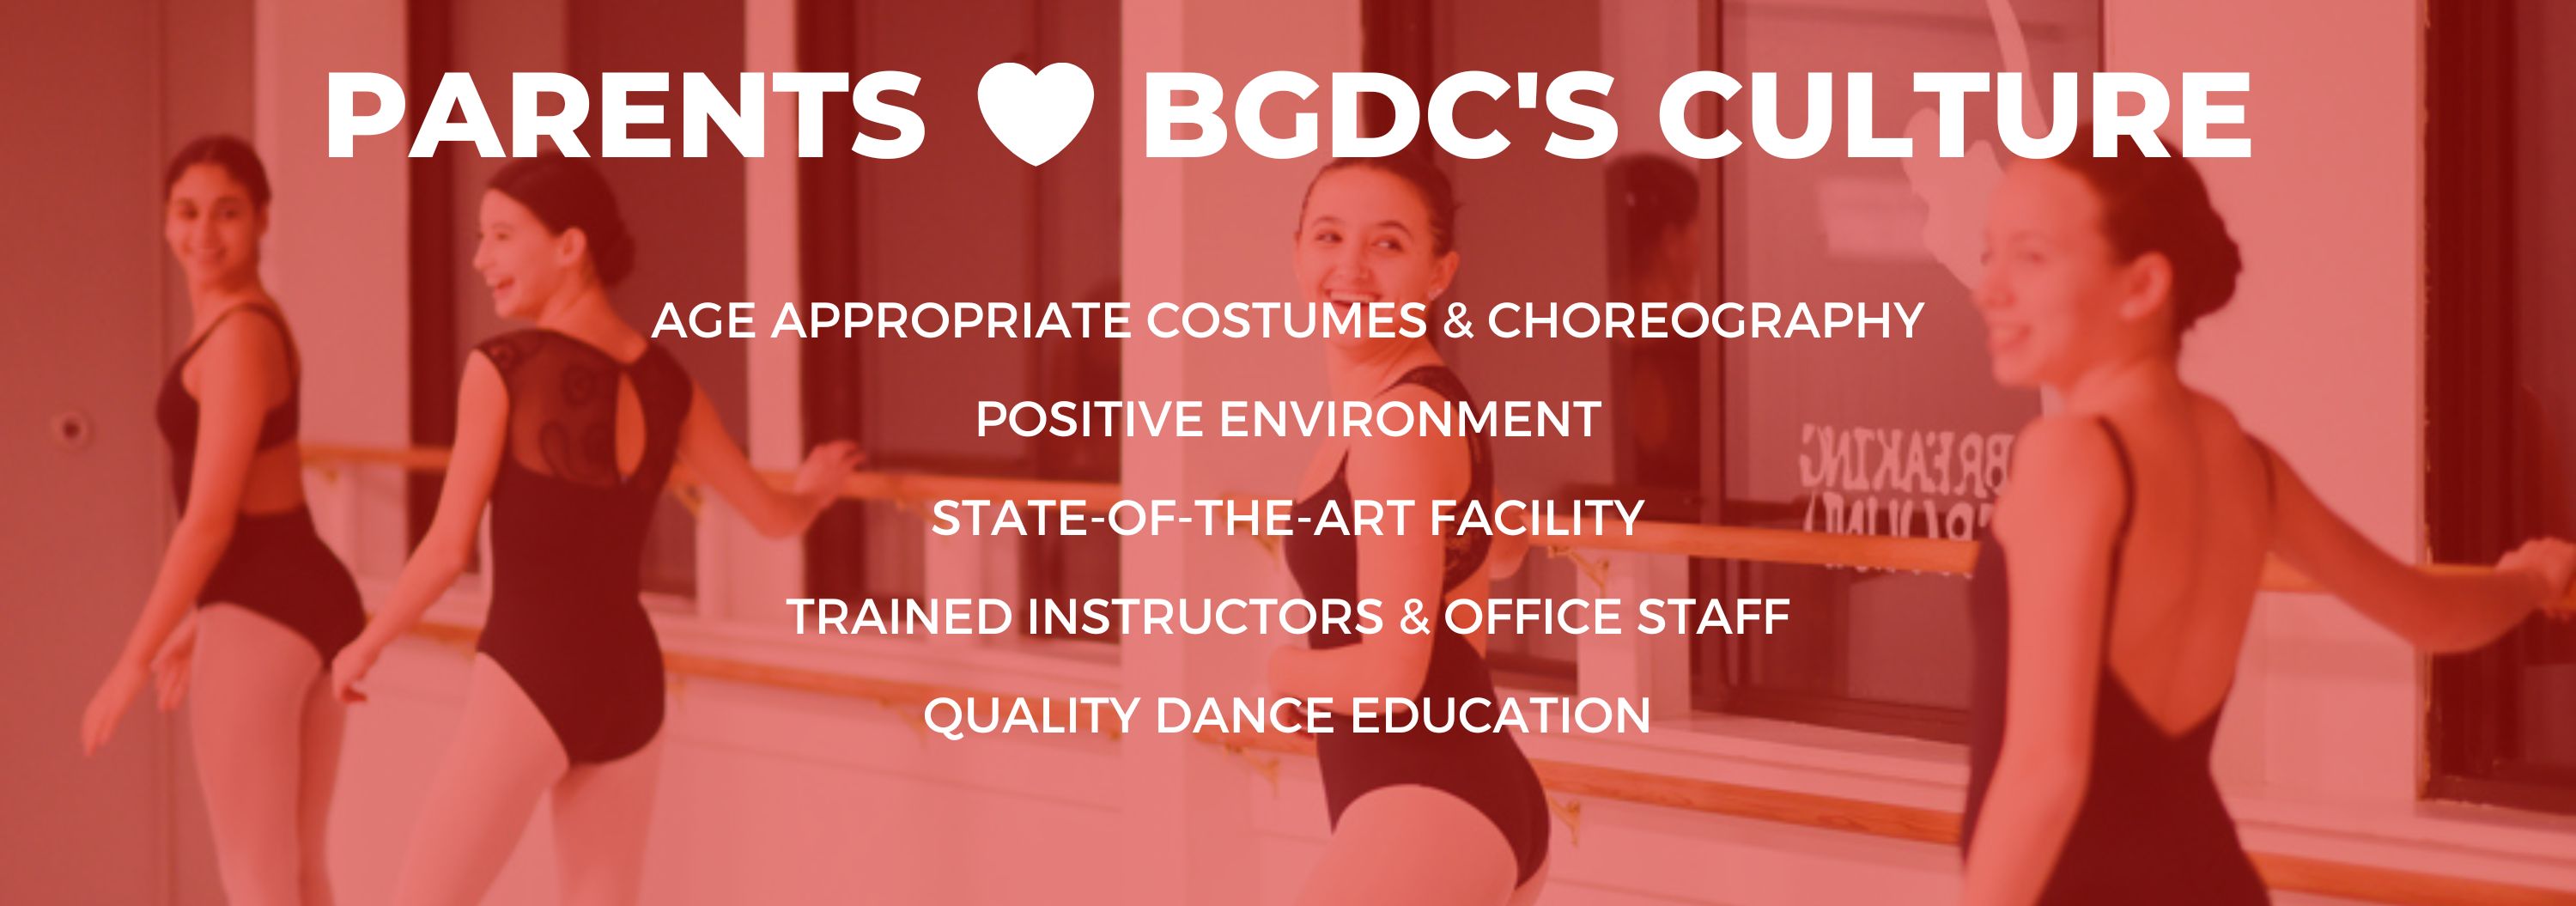 PARENTS ♥ BGDC'S CULTURE
AGE APPROPRIATE COSTUMES & CHOREOGRAPHY
POSITIVE ENVIRONMENT
STATE-OF-THE-ART FACILITY
TRAINED INSTRUCTORS & OFFICE STAFF
QUALITY DANCE EDUCATION
BREAKING